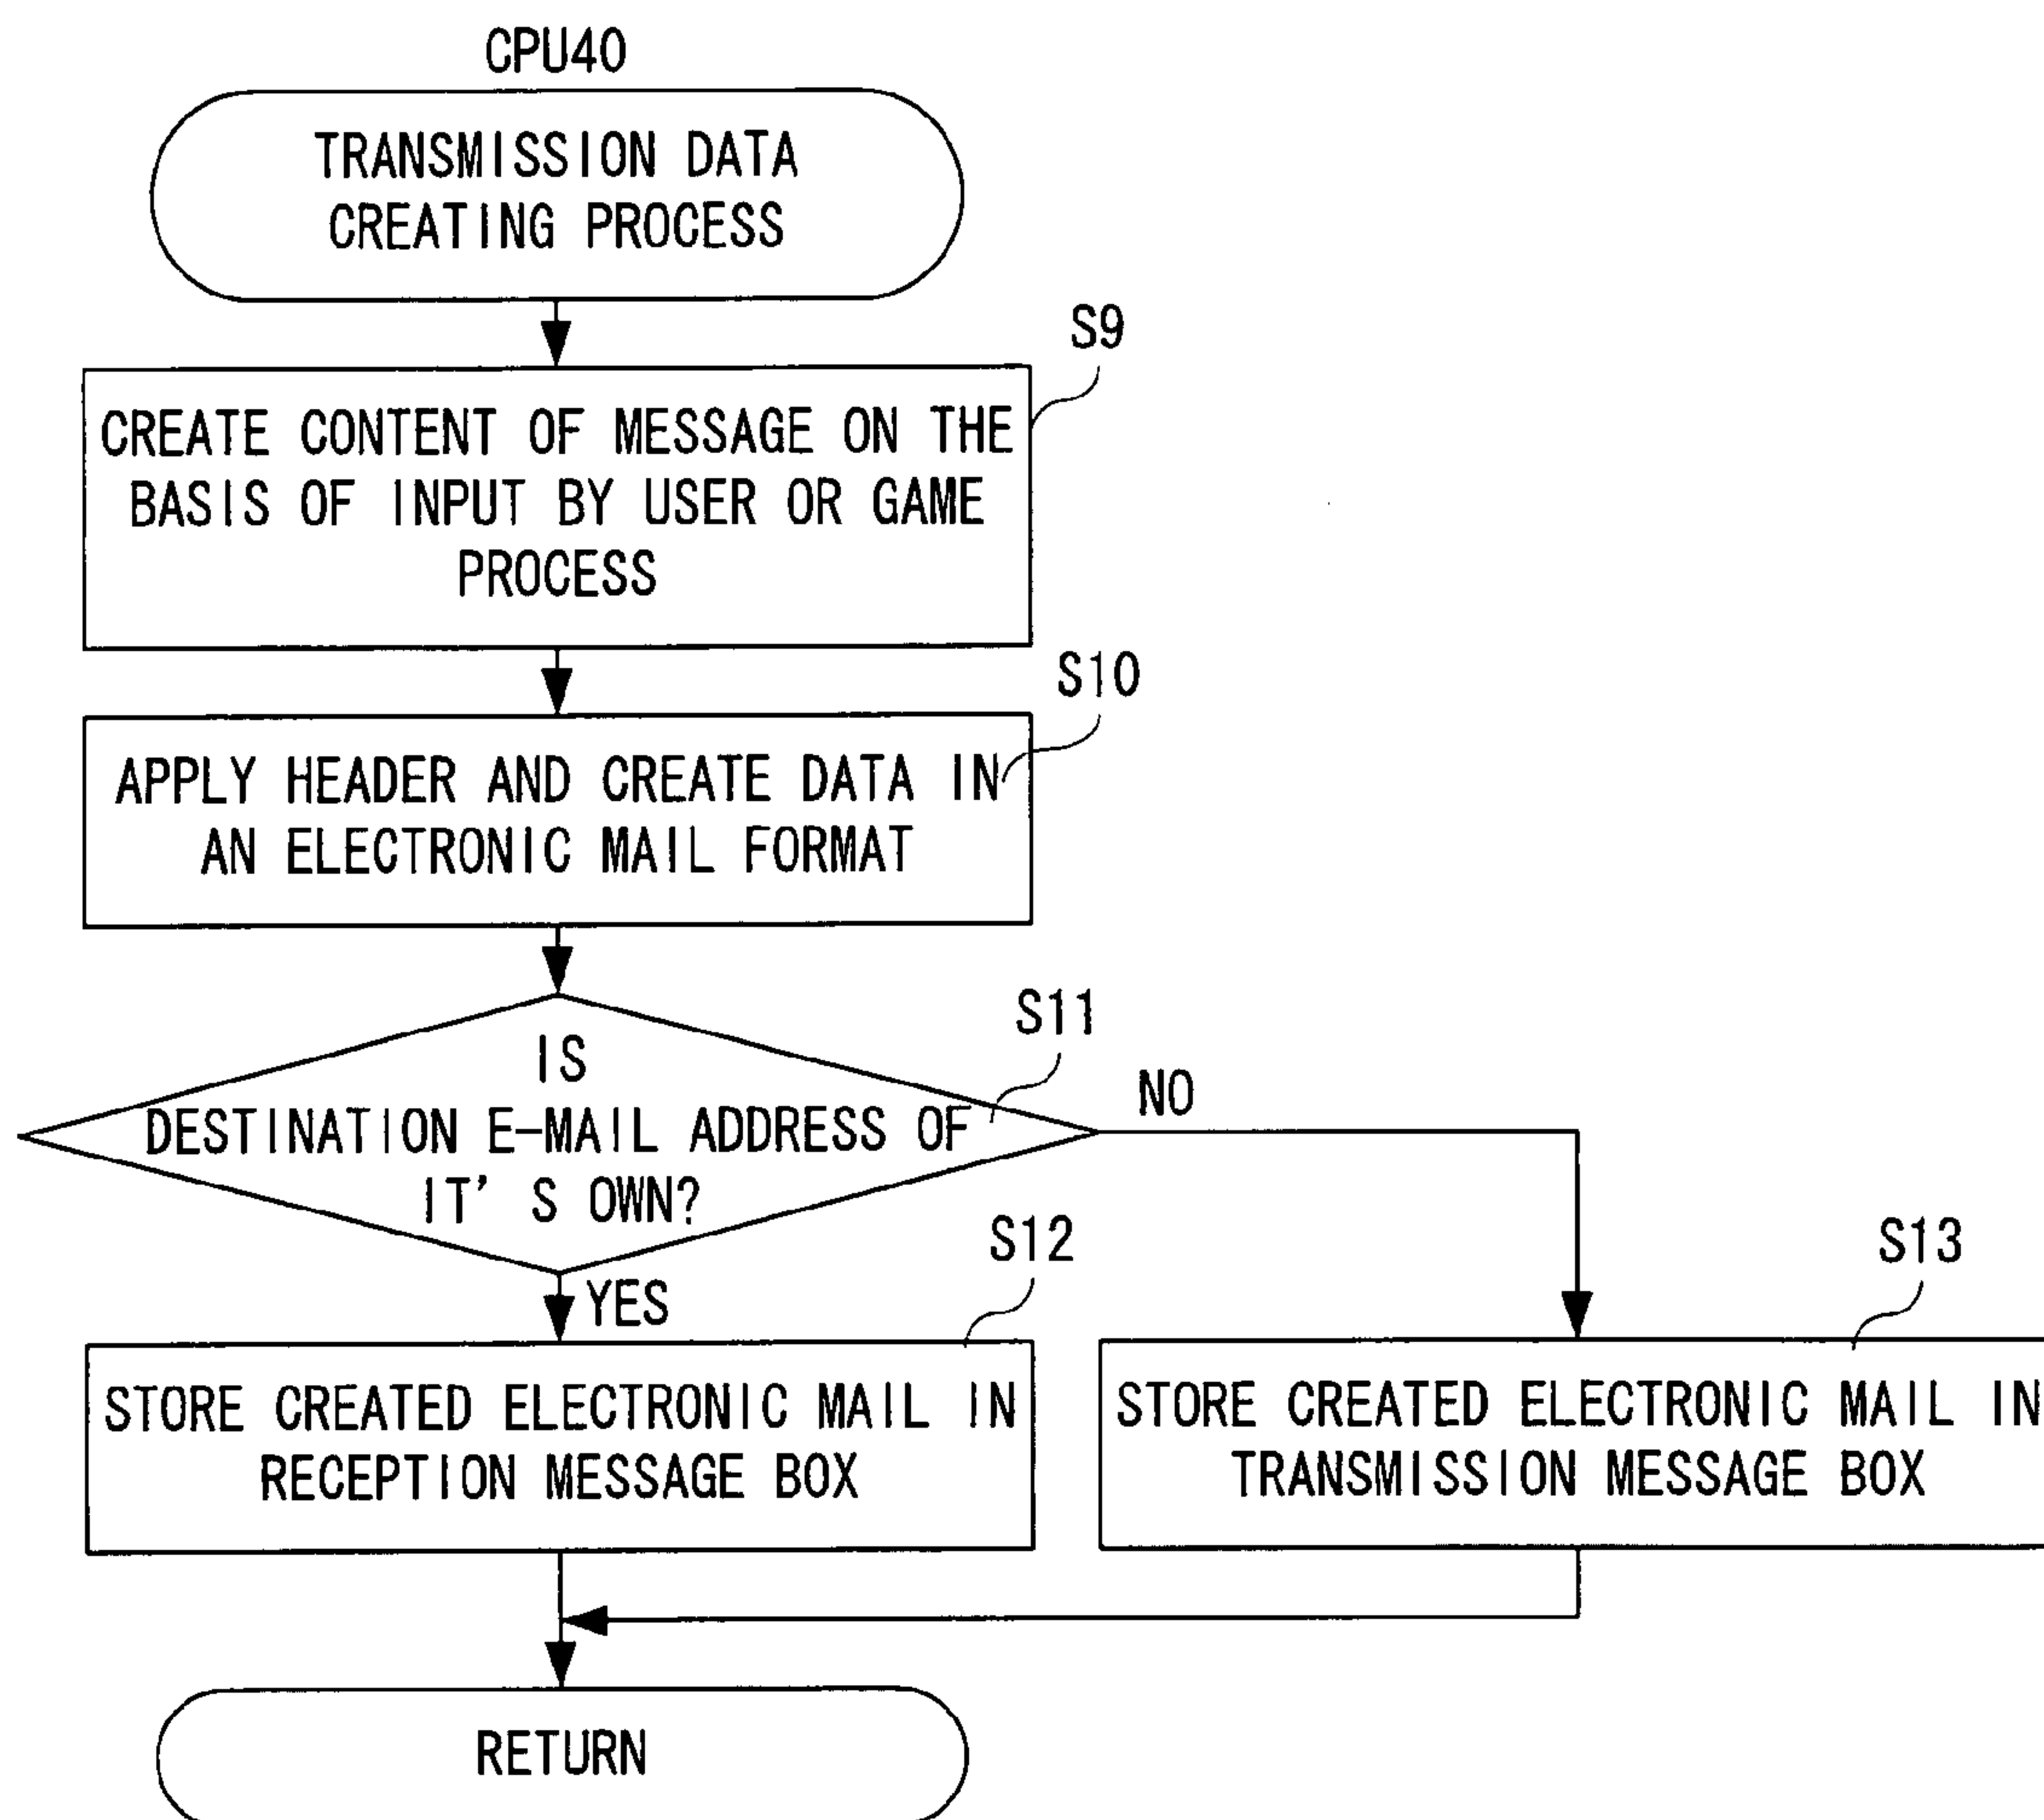 CPU40
TRANSMISSION DATA
CREATING PROCESS
S9
CREATE CONTENT OF MESSAGE ON THE
BASIS OF INPUT BY USER OR GAME
PROCESS
S10
APPLY HEADER AND CREATE DATA IN
AN ELECTRONIC MAIL FORMAT
S11
IS
DESTINATION E-MAIL ADDRESS OF
IT'S OWN?
NO
YES
S12
STORE CREATED ELECTRONIC MAIL IN
RECEPTION MESSAGE BOX
S13
STORE CREATED ELECTRONIC MAIL IN
TRANSMISSION MESSAGE BOX
RETURN